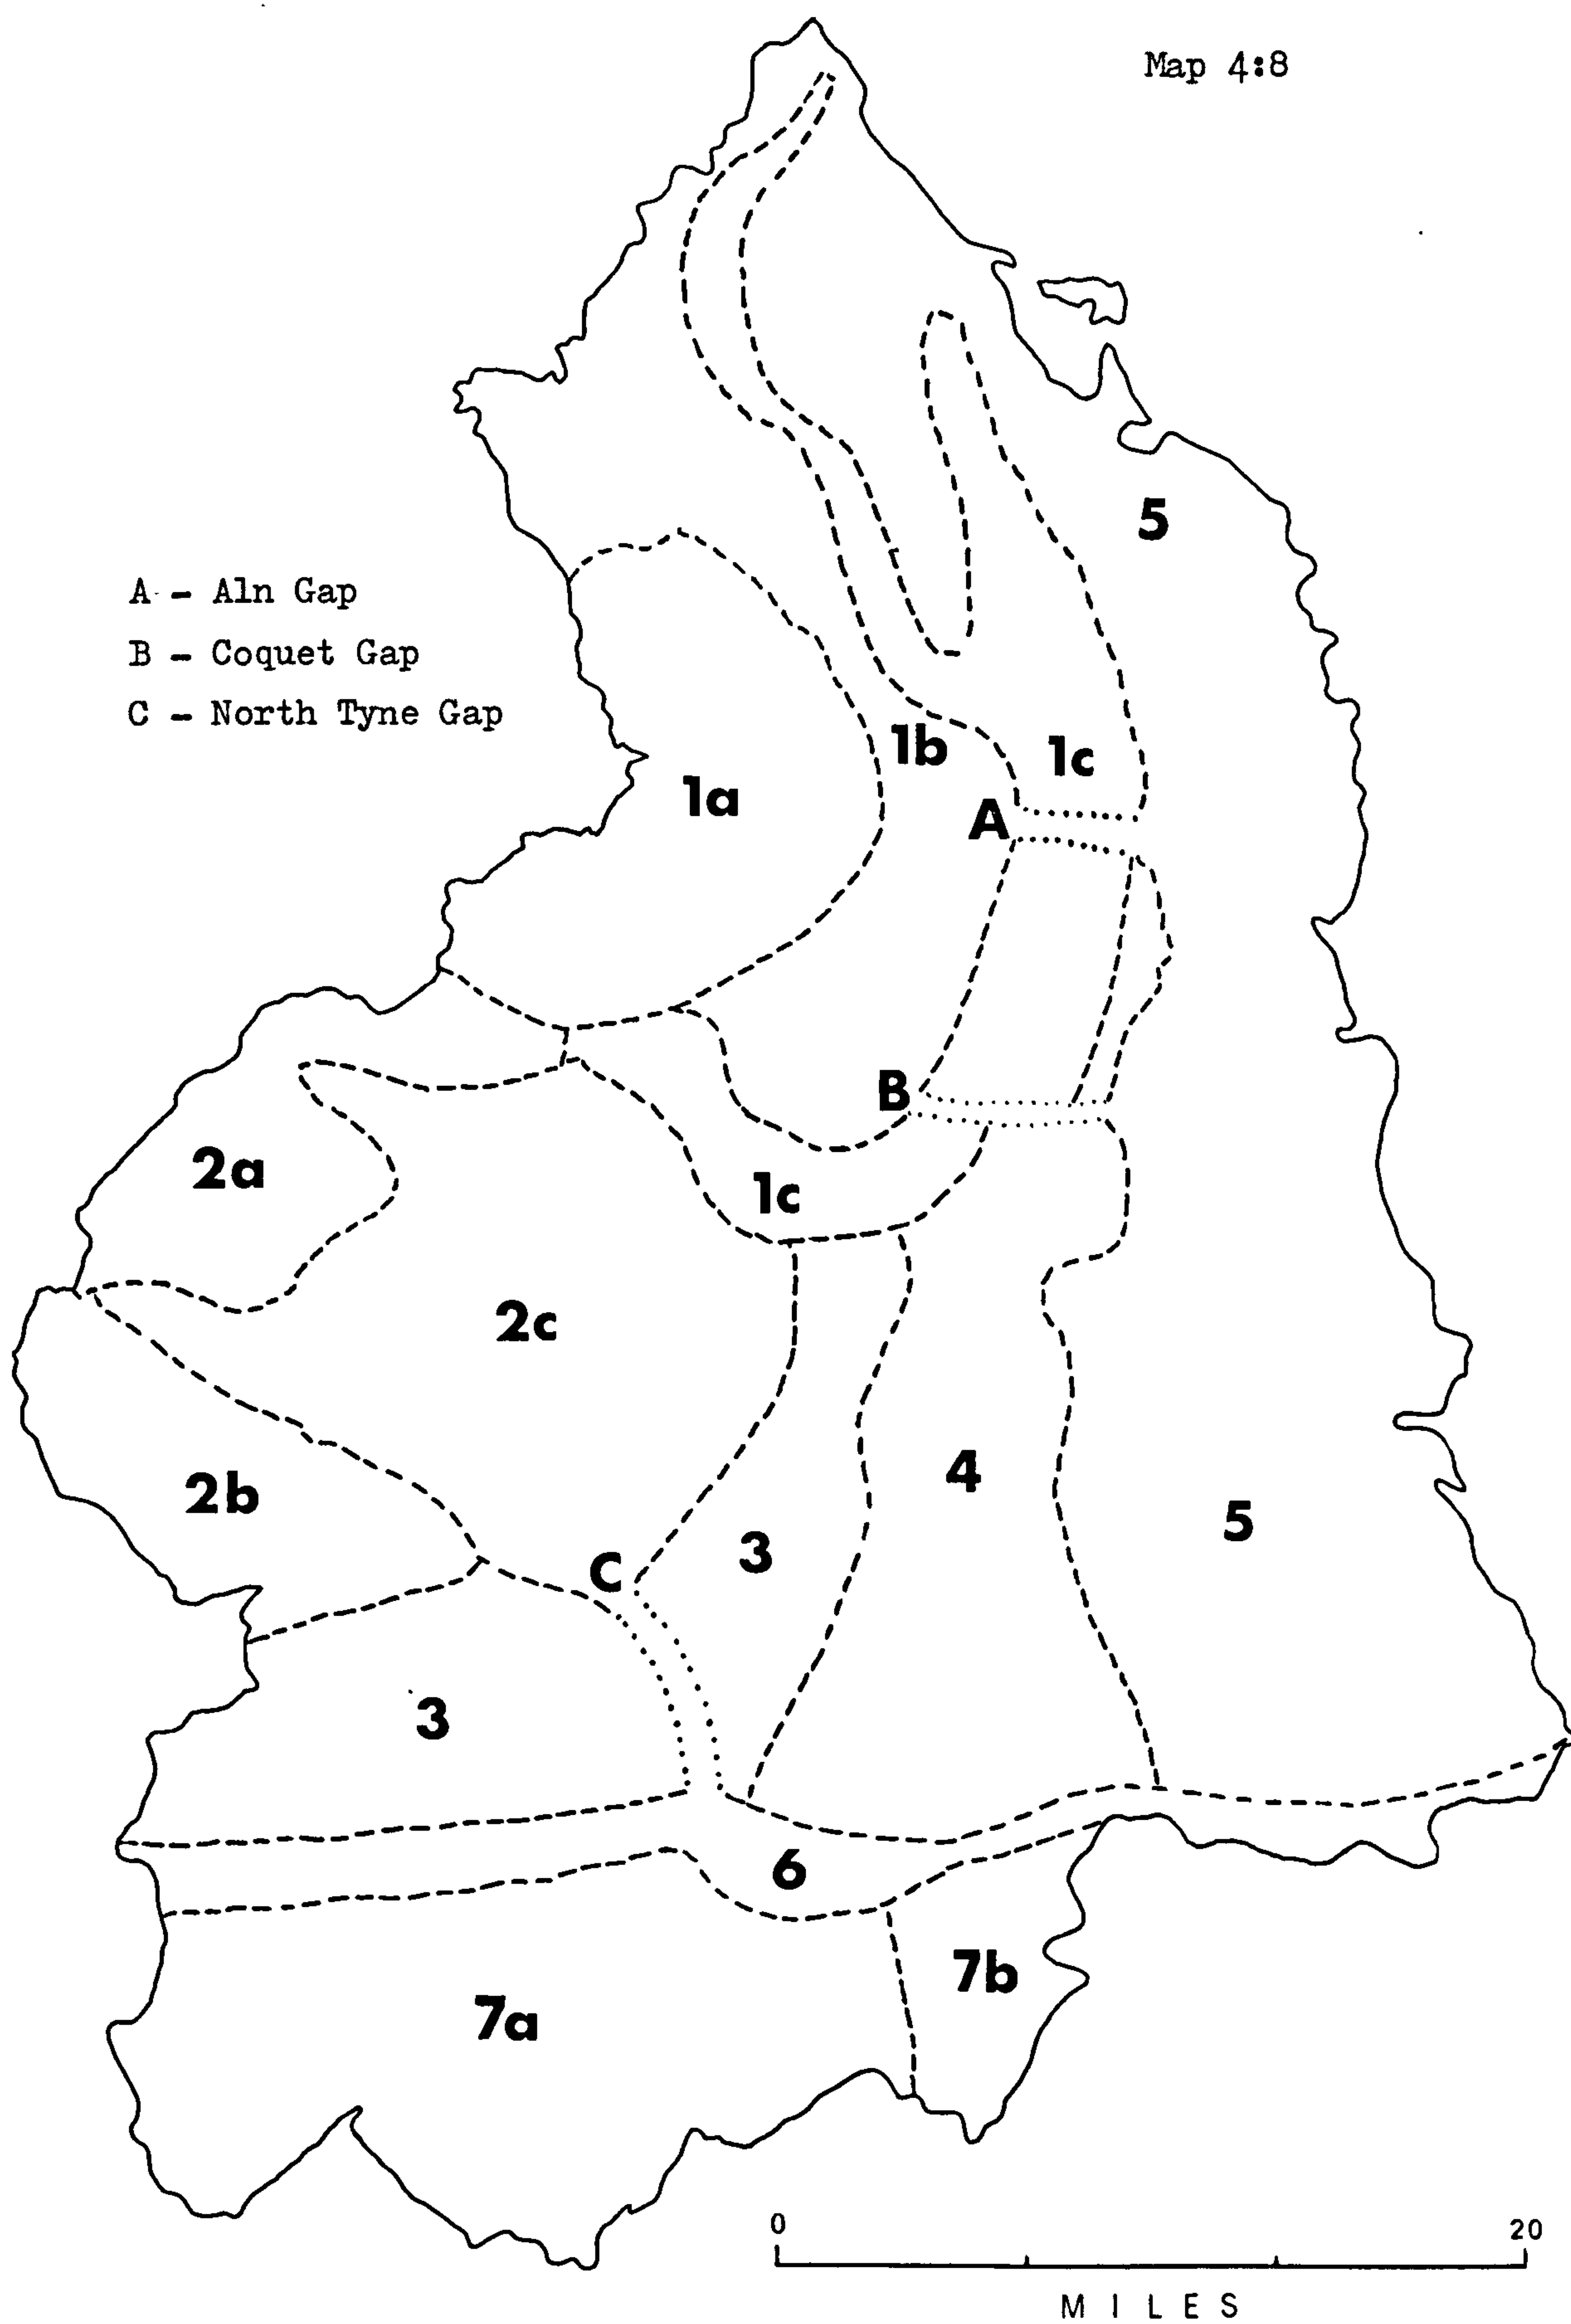 Map 4:8
5
A - Aln Gap
B - Coquet Gap
C - North Tyne Gap
1b
1c
1a
A
B
2a
1c
2c
4
2b
5
3
C
3
6
7b
7a
0 20
MILES